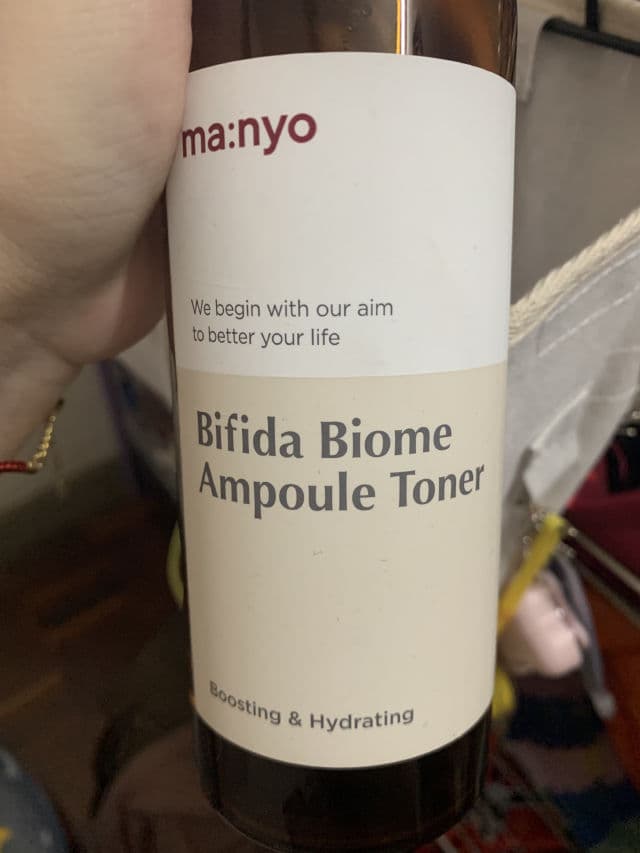 ma:nyo
We begin with our aim
to better your life
Bifida Biome
Ampoule Toner
Boosting & Hydrating